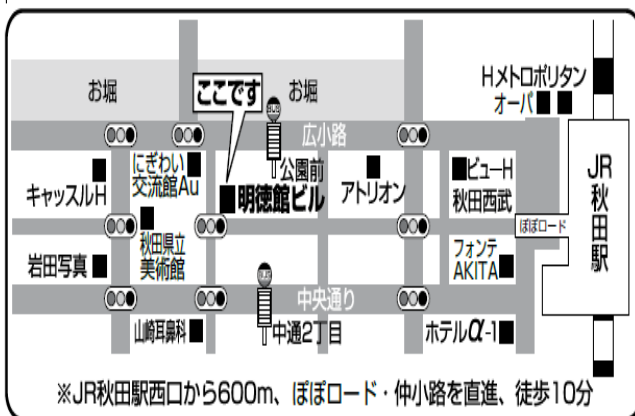 お堀
ここです
お堀
Hメトロポリタン
オーパ
広小路
キャッスルH
にぎわい
交流館Au
公園前
明徳館ビル
アトリオン
ビューH
秋田西武
JR秋田駅
ぽぽロード
岩田写真
秋田県立
美術館
フォンテ
AKITA
中央通り
山崎耳鼻科
中通2丁目
ホテルα-1
※JR秋田駅西口から600m、ぽぽロード・仲小路を直進、徒歩10分